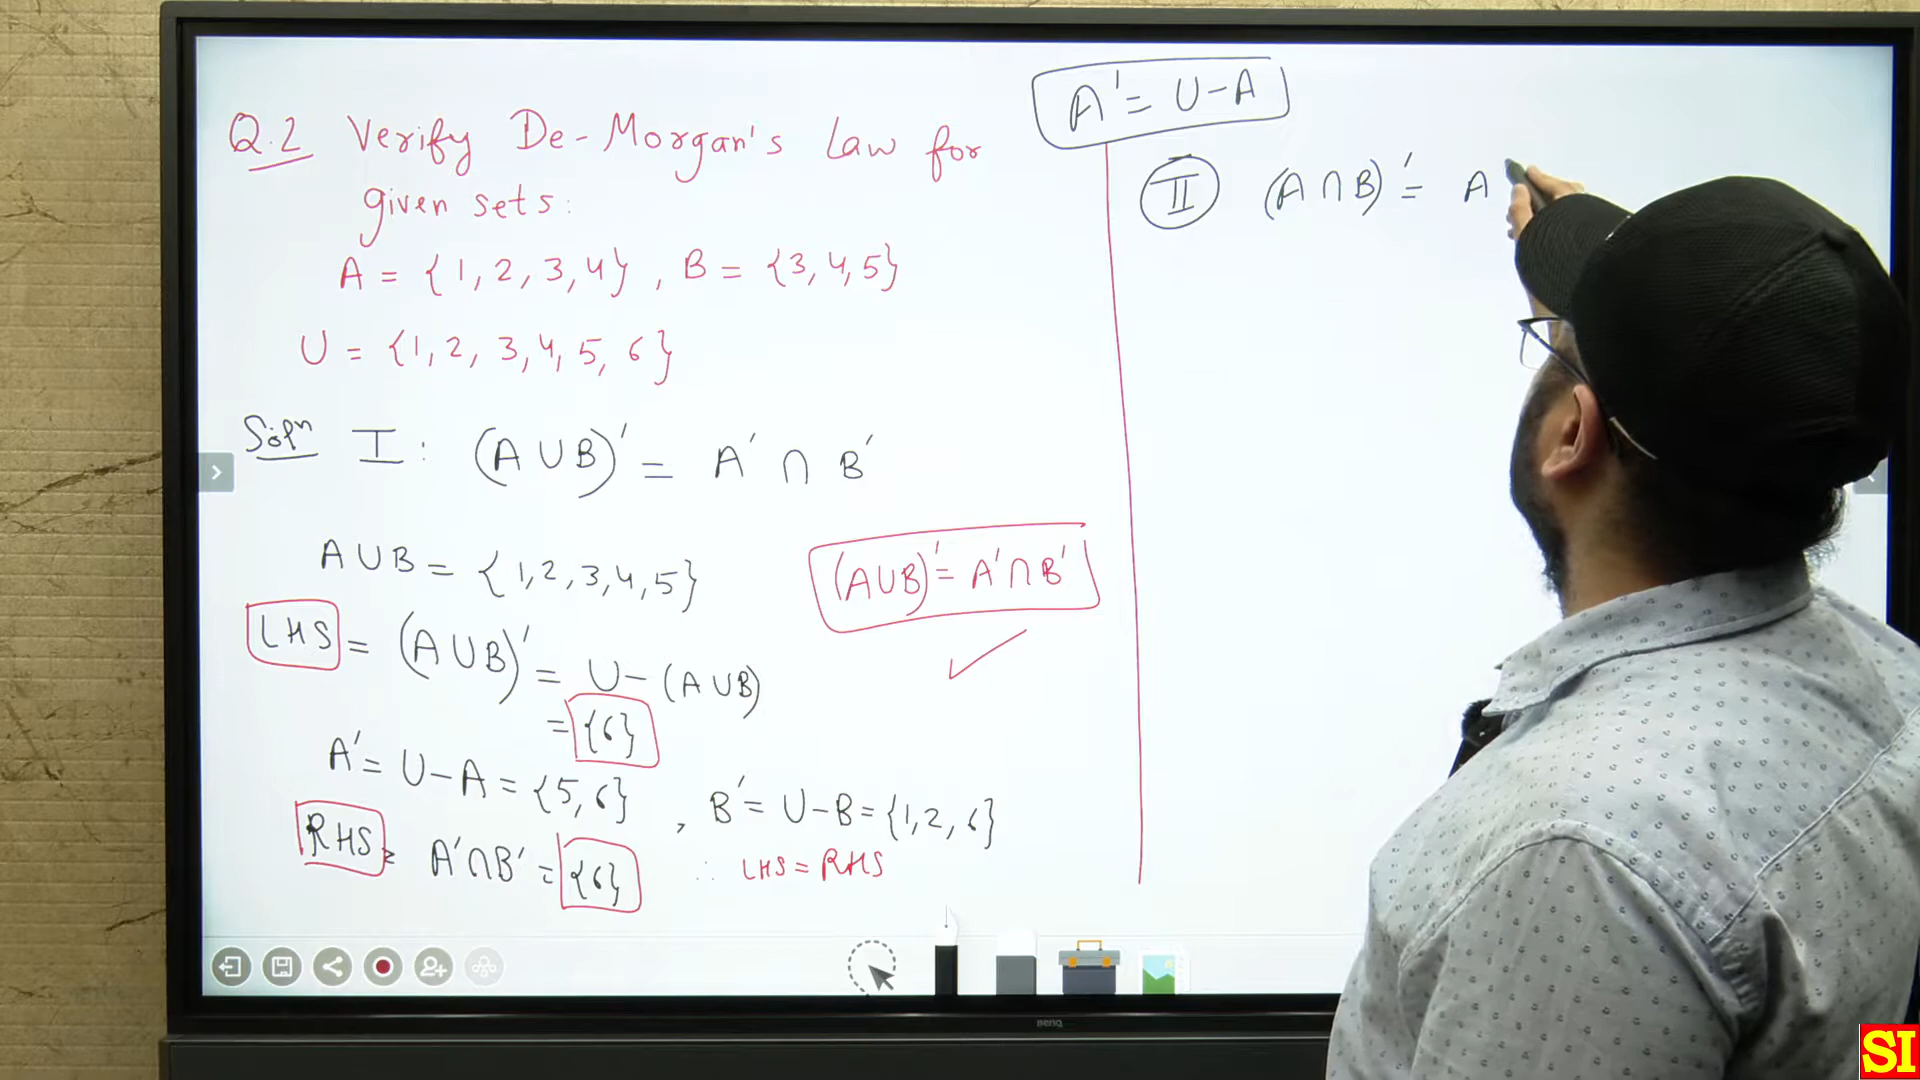 Q.2 Verify De-Morgan's Law for
given sets:
A = {1, 2, 3, 4} , B = {3, 4, 5}
U = {1, 2, 3, 4, 5, 6}
Solⁿ I : (A ∪ B)' = A' ∩ B'
A ∪ B = {1, 2, 3, 4, 5}
LHS = (A ∪ B)' = U - (A ∪ B)
= {6}
A' = U - A = {5, 6} , B' = U - B = {1, 2, 6}
RHS = A' ∩ B' = {6}
∴ LHS = RHS
(A ∪ B)' = A' ∩ B'
✓
A' = U - A
II (A ∩ B)' = A
BenQ
SI